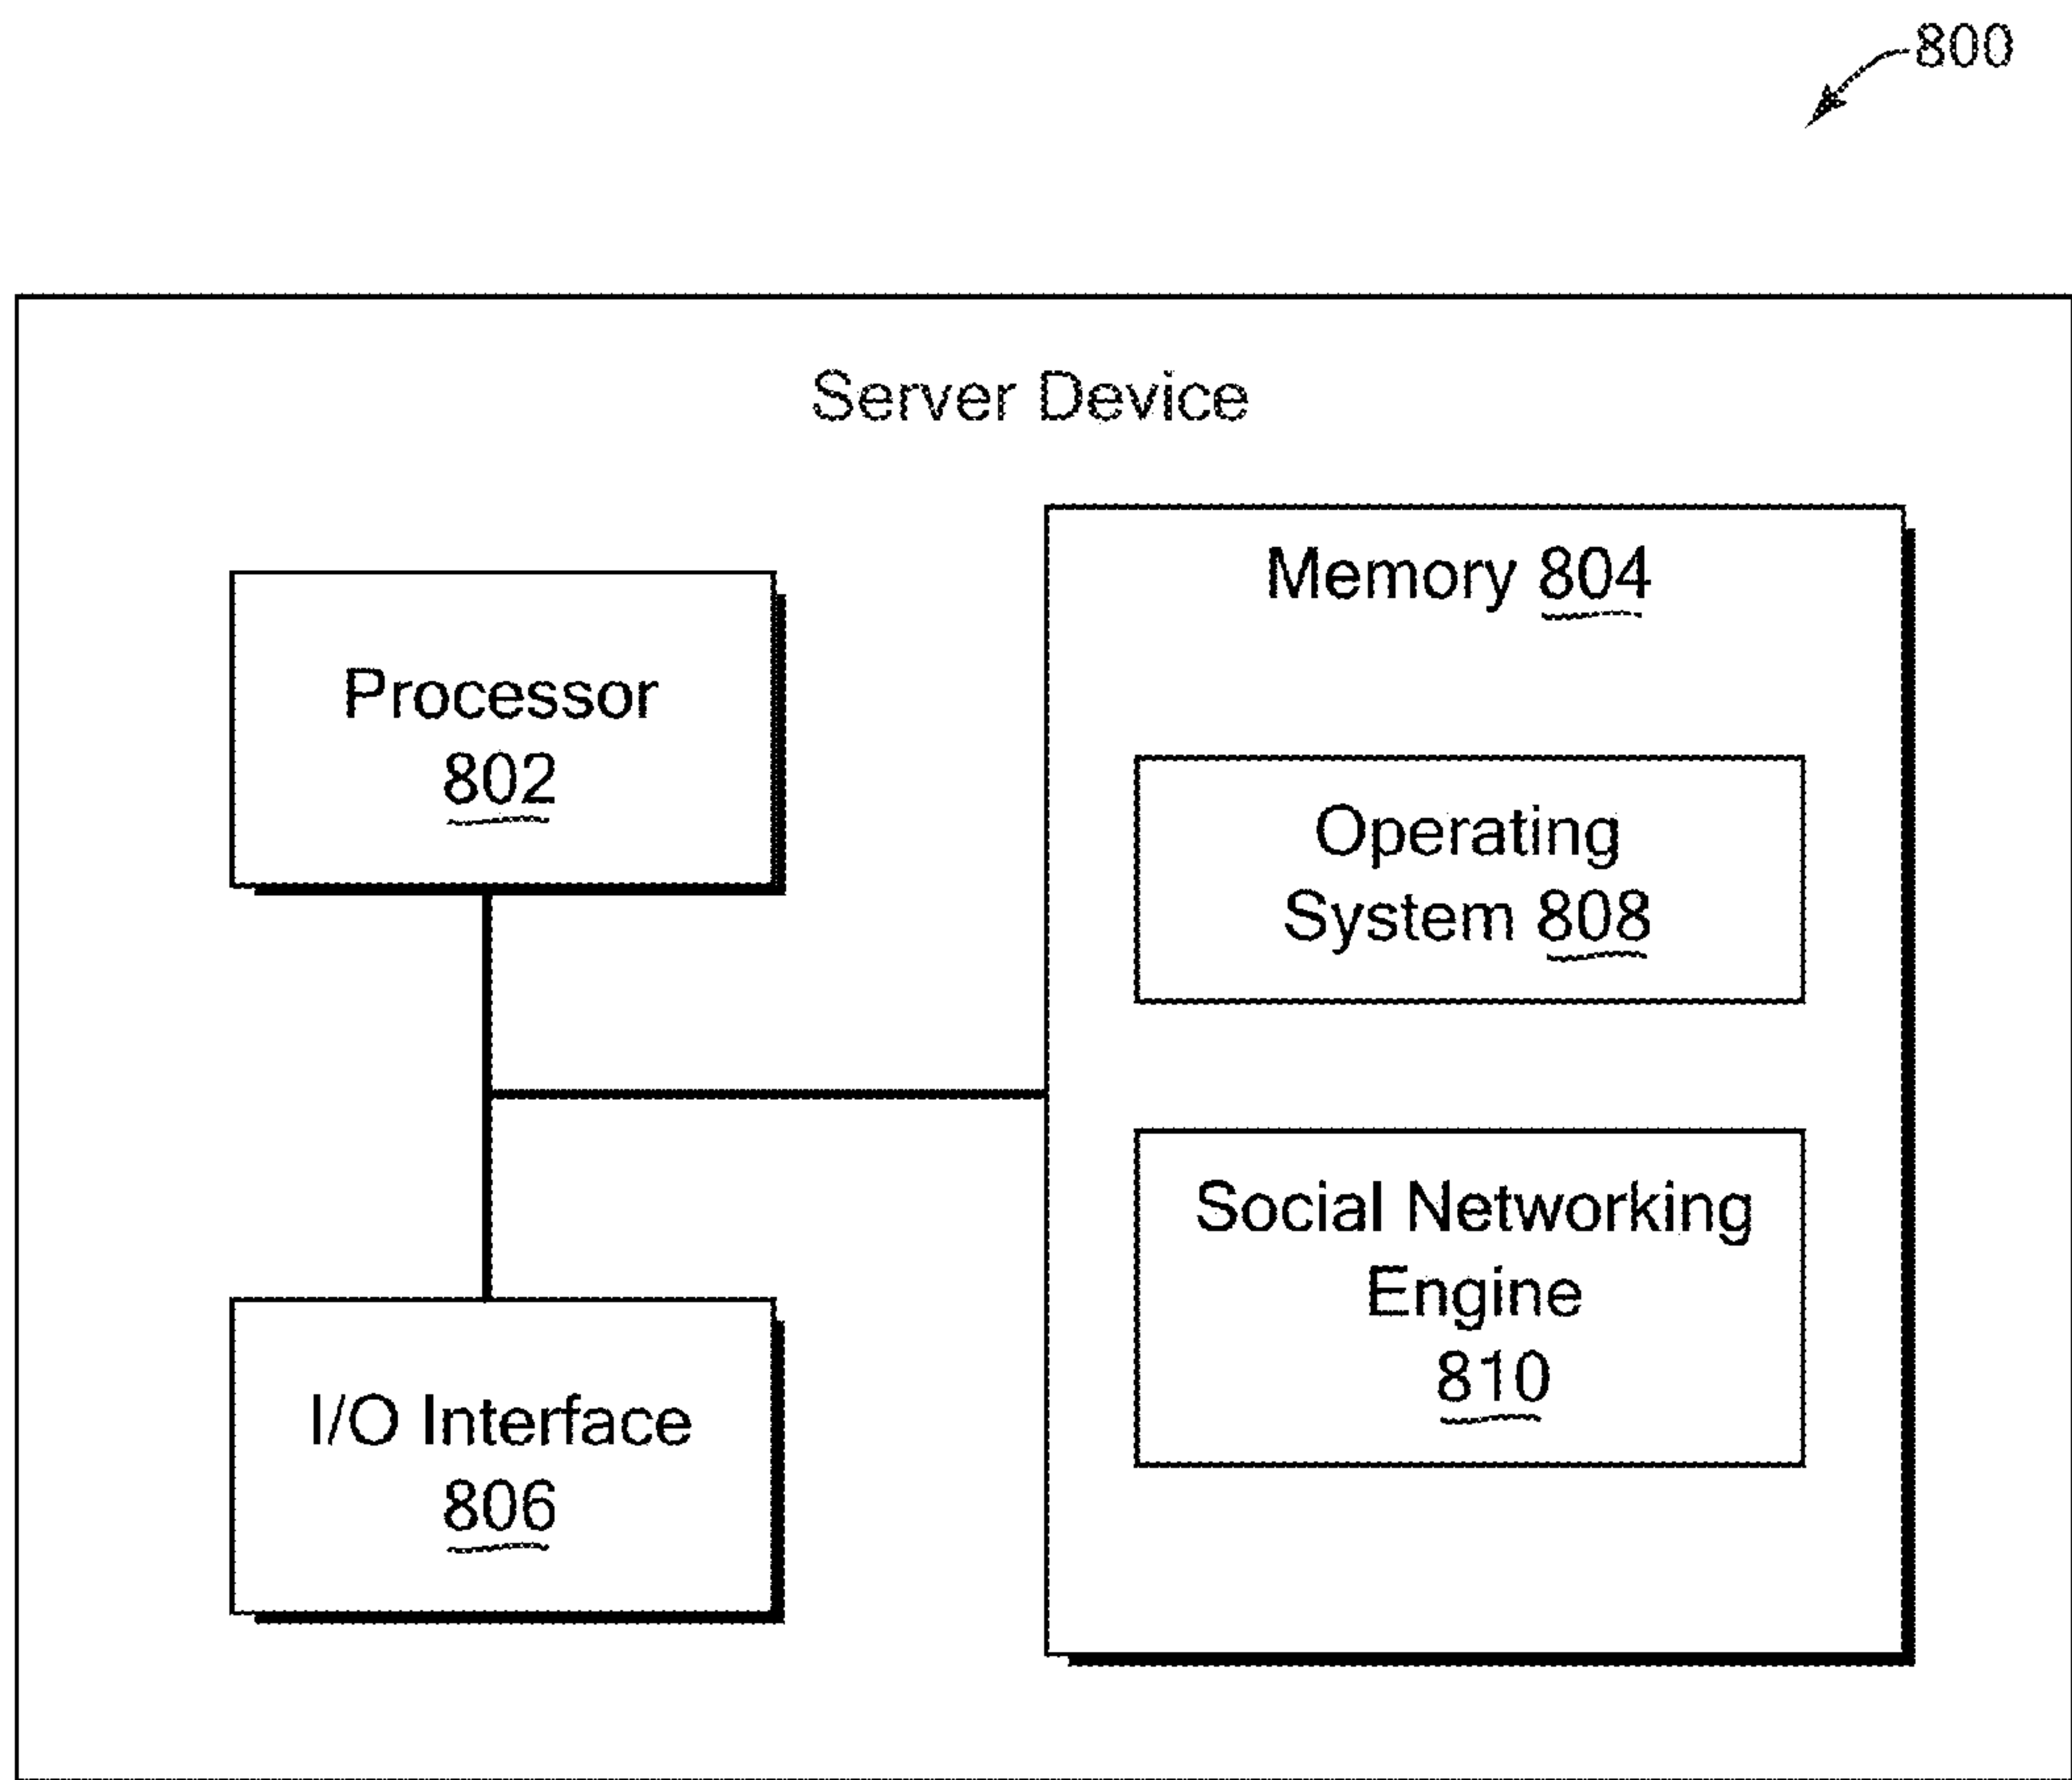 800
Server Device
Processor
802
Memory 804
Operating
System 808
Social Networking
Engine
810
I/O Interface
806